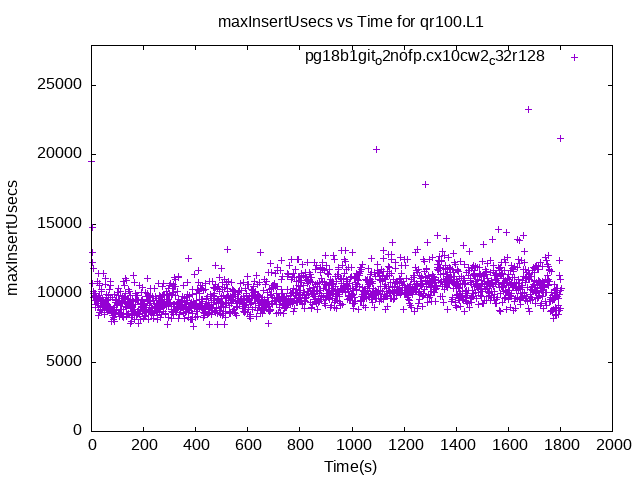 maxInsertUsecs vs Time for qr100.L1
pg18b1git_o2nofp.cx10cw2_c32r128
25000
20000
15000
10000
5000
0
maxInsertUsecs
0 200 400 600 800 1000 1200 1400 1600 1800 2000
Time(s)